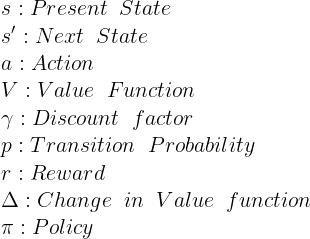 s : Present State
s′ : Next State
a : Action
V : Value Function
γ : Discount factor
p : Transition Probability
r : Reward
Δ : Change in Value function
π : Policy